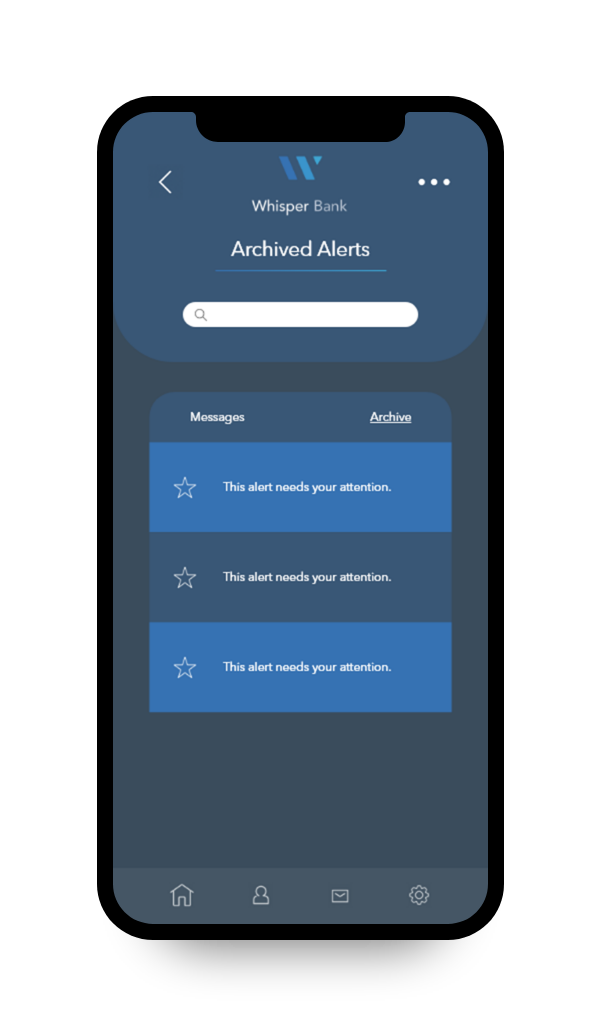 Whisper Bank
Archived Alerts
Messages Archive
This alert needs your attention.
This alert needs your attention.
This alert needs your attention.